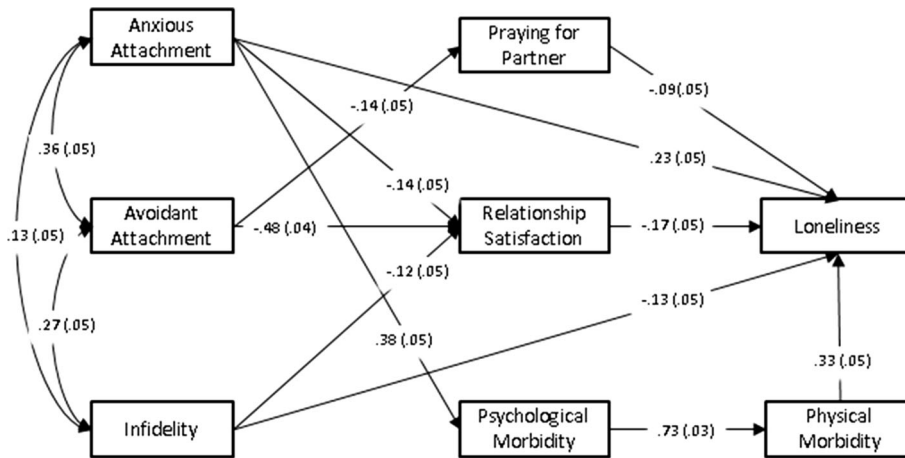 Anxious
Attachment
Praying for
Partner
-.14 (.05)
-.09(.05)
.36 (.05)
.23 (.05)
-.14 (.05)
Avoidant
Attachment
-.48 (.04)
Relationship
Satisfaction
-.17(.05)
Loneliness
.13 (.05)
-.12(.05)
-.13 (.05)
.27 (.05)
.38 (.05)
.33 (.05)
Infidelity
Psychological
Morbidity
.73 (.03)
Physical
Morbidity